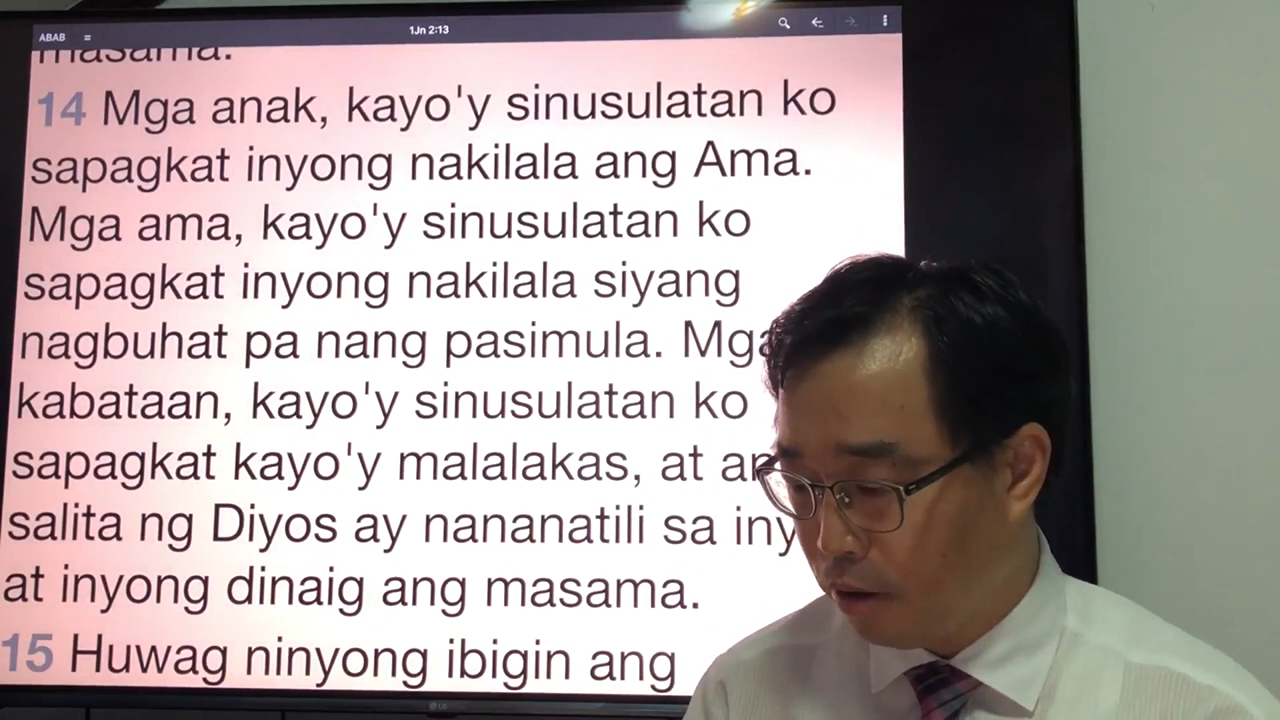 ABAB
1Jn 2:13
masama.
14 Mga anak, kayo'y sinusulatan ko
sapagkat inyong nakilala ang Ama.
Mga ama, kayo'y sinusulatan ko
sapagkat inyong nakilala siyang
nagbuhat pa nang pasimula. Mga
kabataan, kayo'y sinusulatan ko
sapagkat kayo'y malalakas, at
salita ng Diyos ay nananatili sa
at inyong dinaig ang masama.
15 Huwag ninyong ibigin ang
LG